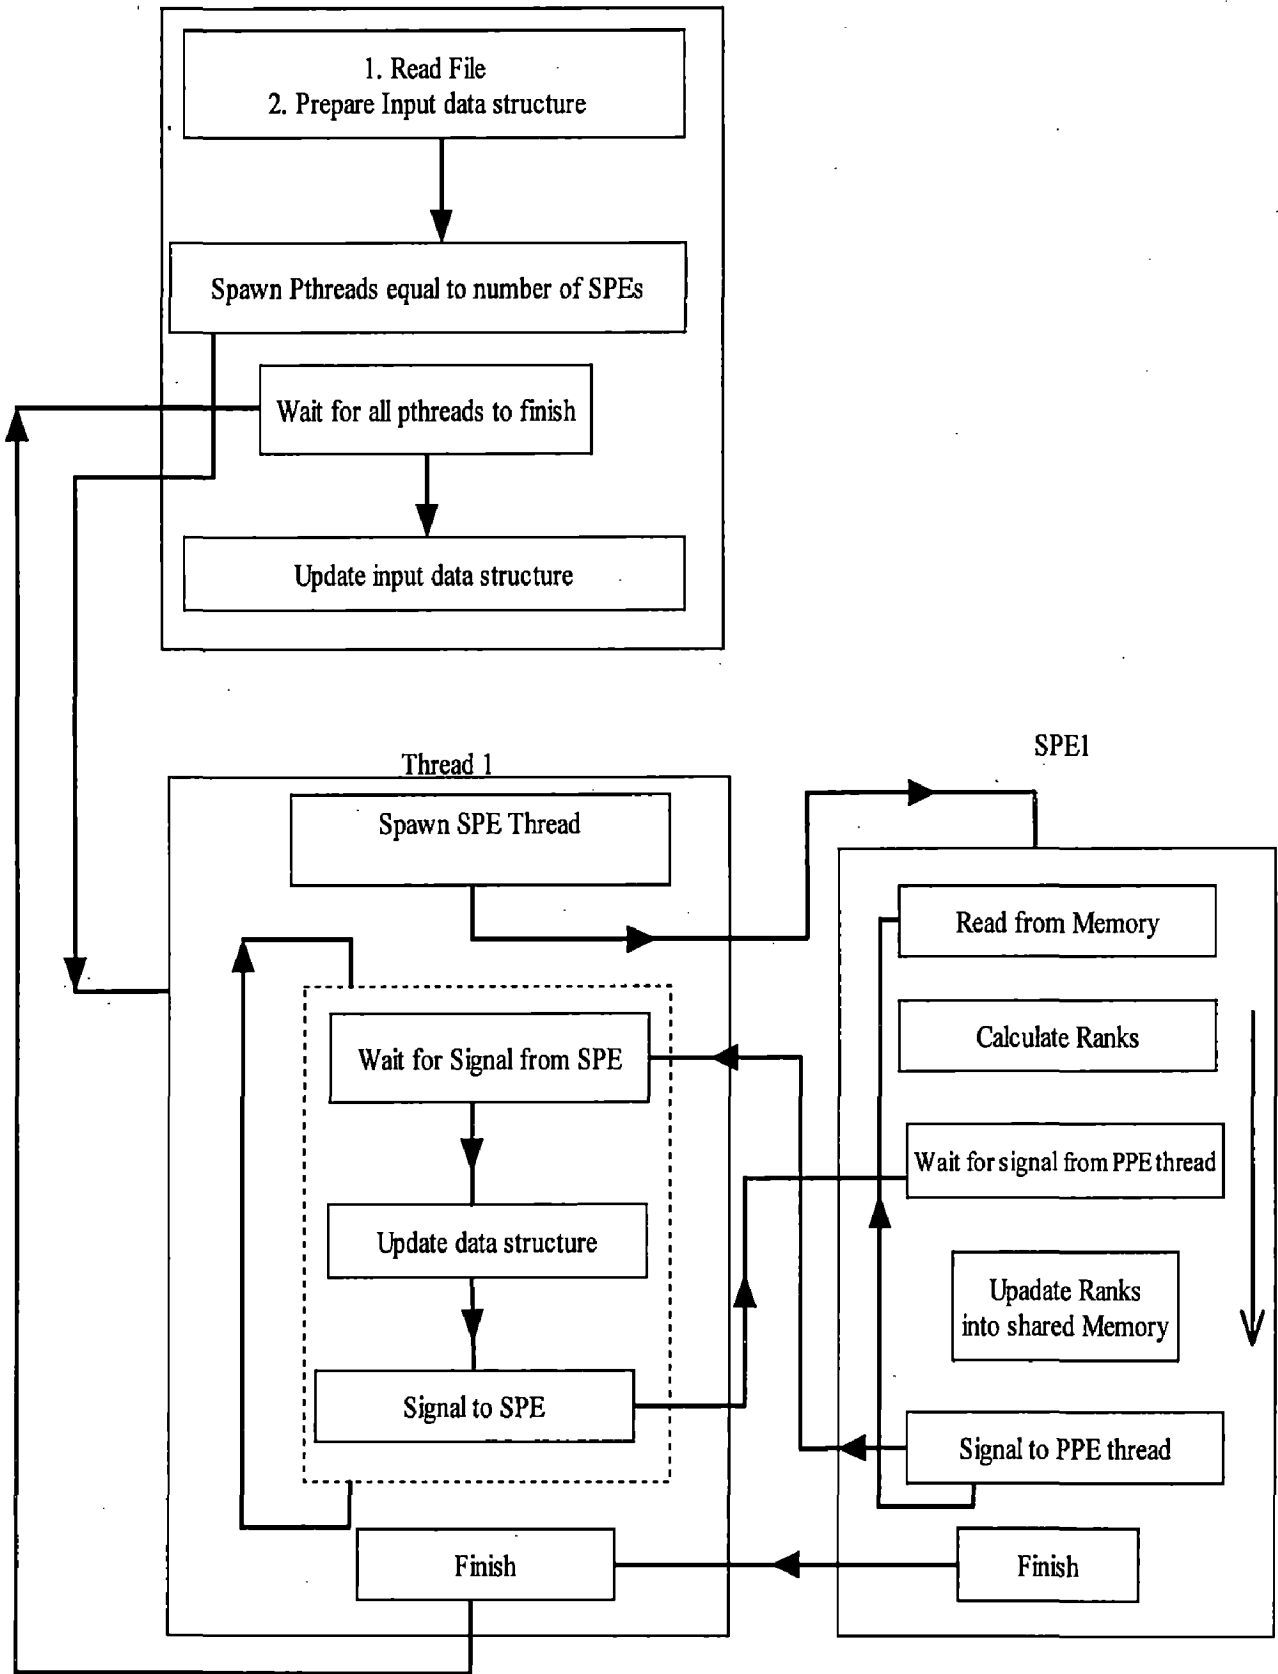 1. Read File
2. Prepare Input data structure
Spawn Pthreads equal to number of SPEs
Wait for all pthreads to finish
Update input data structure
Thread 1
Spawn SPE Thread
Wait for Signal from SPE
Update data structure
Signal to SPE
Finish
SPE1
Read from Memory
Calculate Ranks
Wait for signal from PPE thread
Upadate Ranks
into shared Memory
Signal to PPE thread
Finish